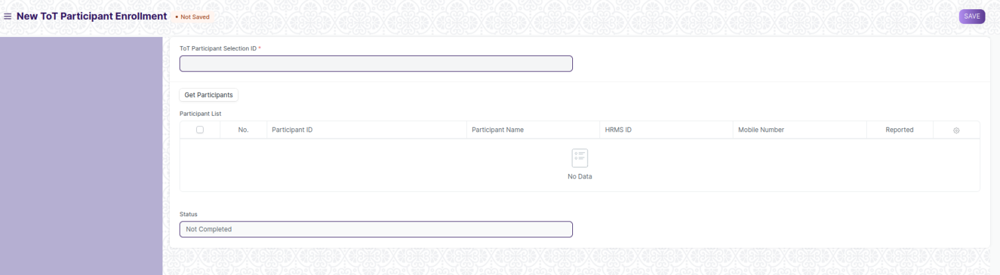 New ToT Participant Enrollment • Not Saved SAVE
ToT Participant Selection ID *
Get Participants
Participant List
No. Participant ID Participant Name HRMS ID Mobile Number Reported
No Data
Status
Not Completed